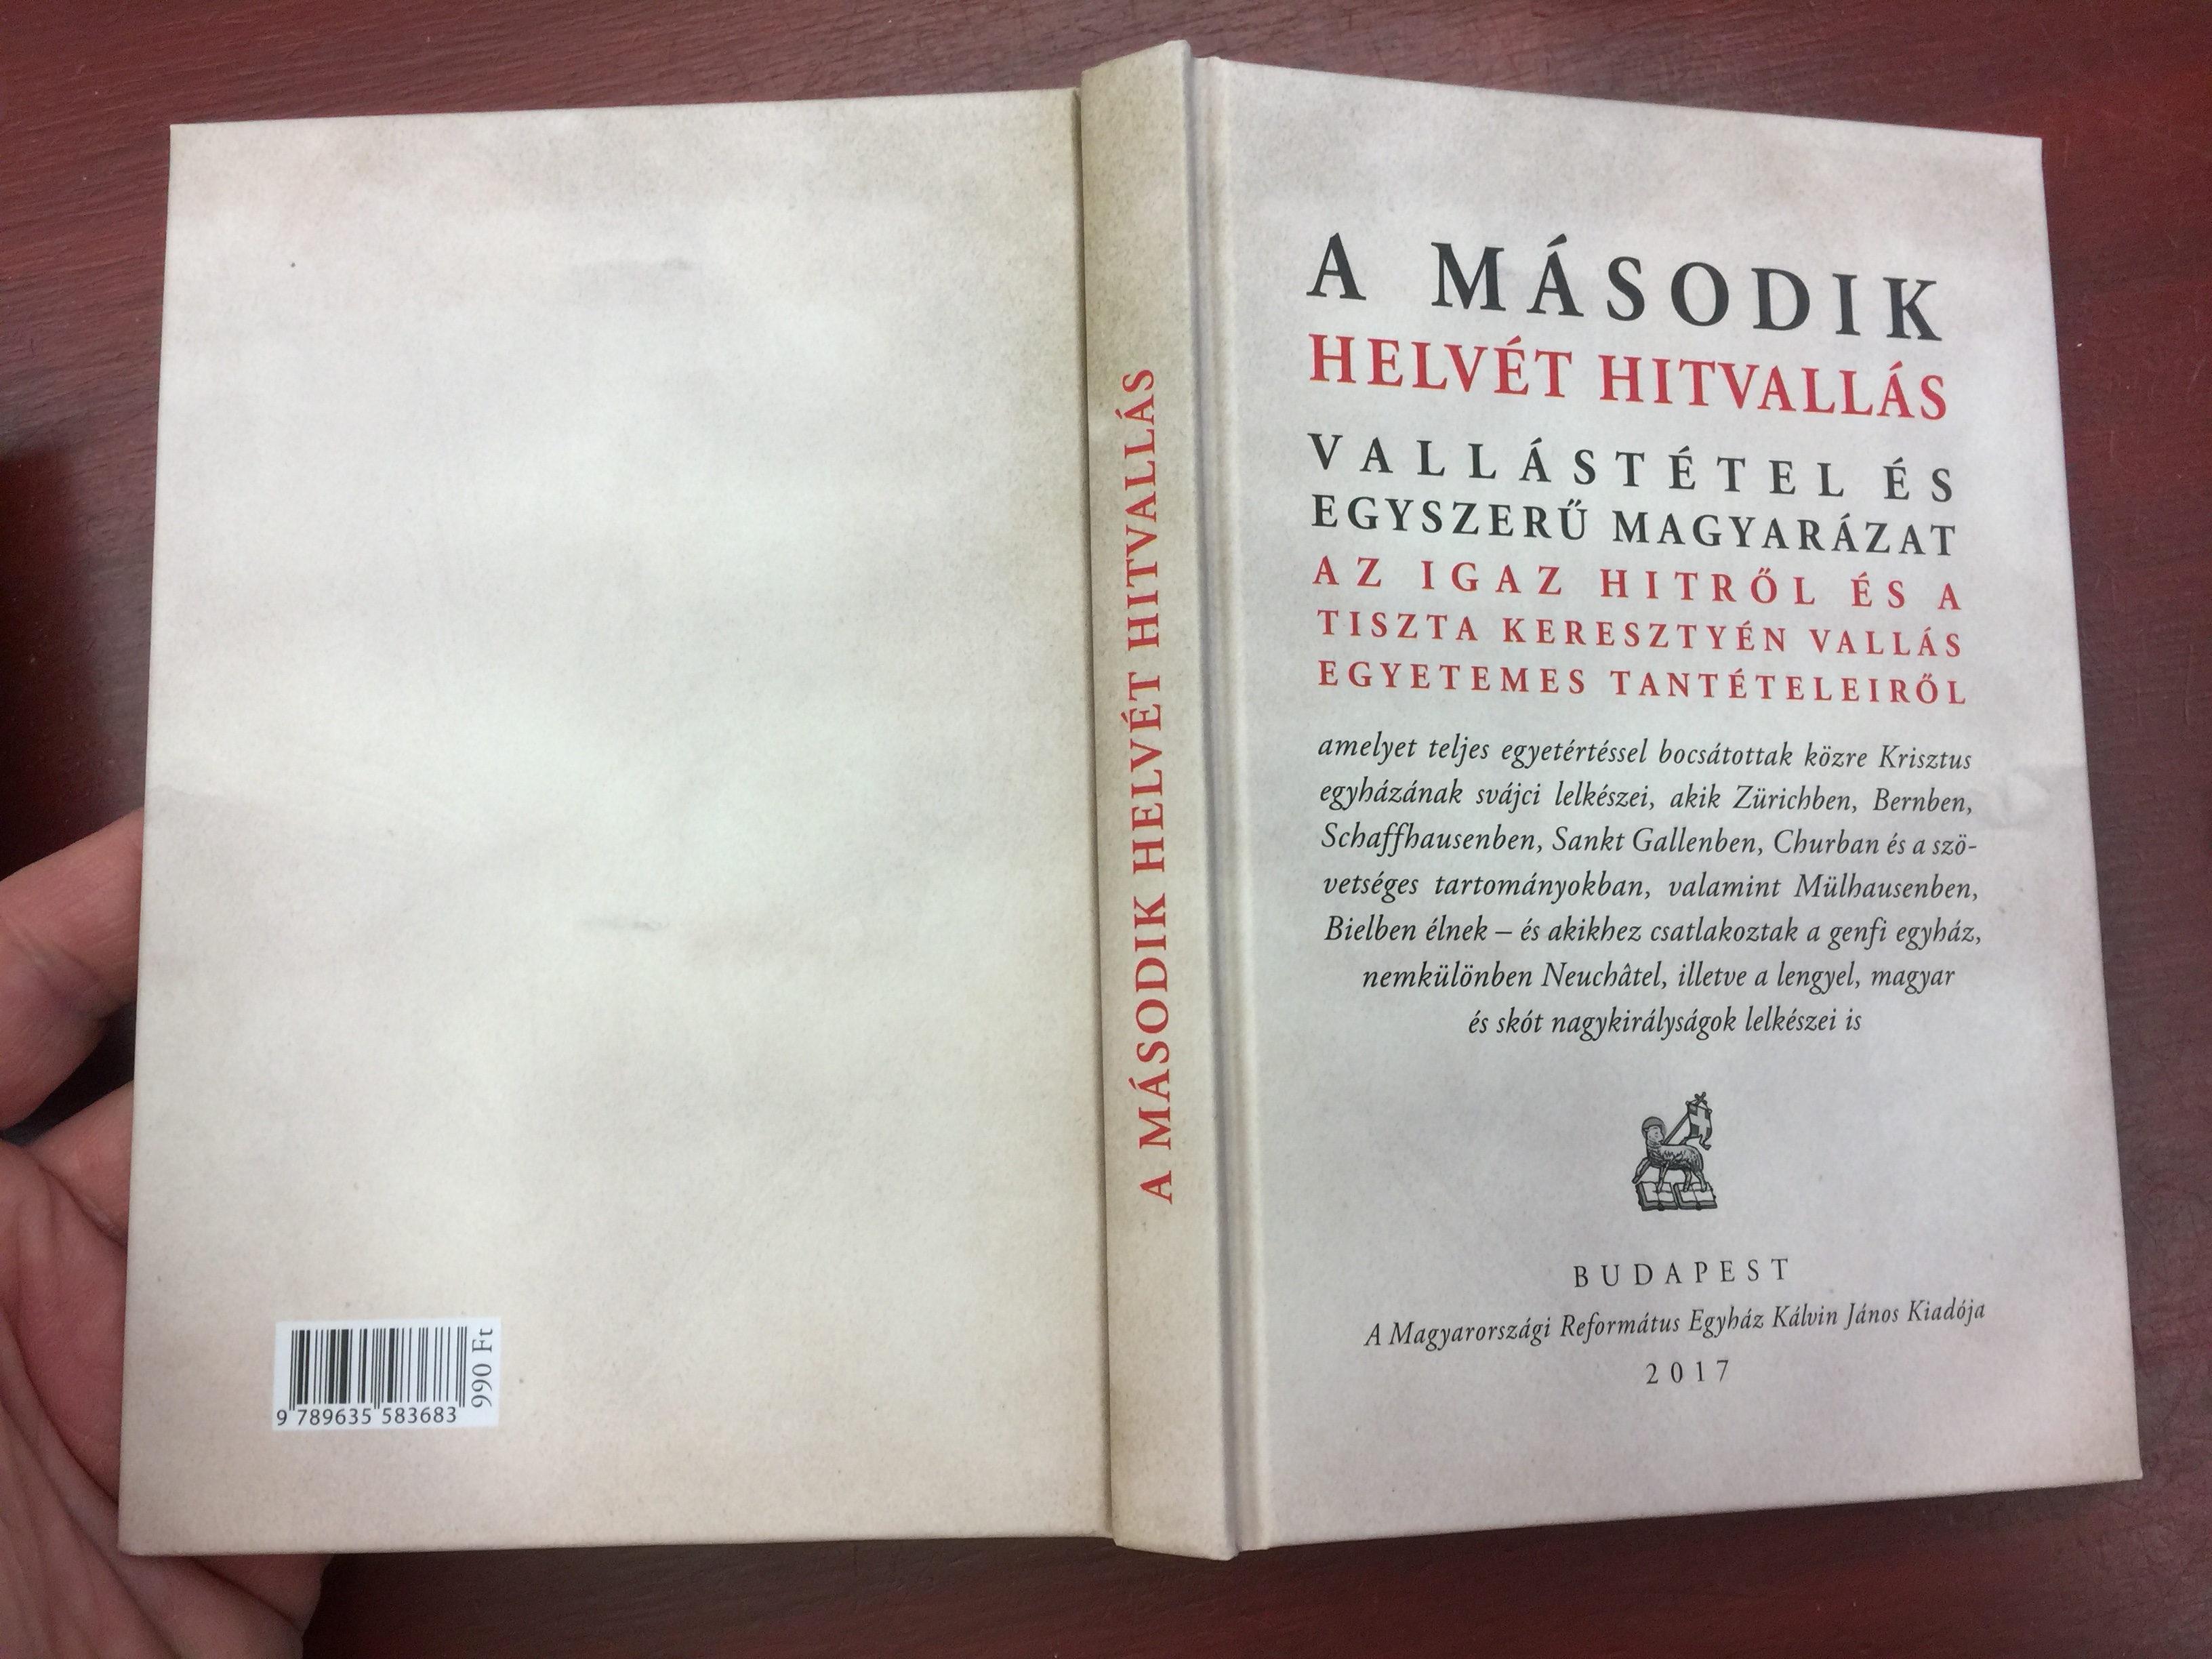 A MÁSODIK
HELVÉT HITVALLÁS
VALLÁSTÉTEL ÉS
EGYSZERŰ MAGYARÁZAT
AZ IGAZ HITRŐL ÉS A
TISZTA KERESZTYÉN VALLÁS
EGYETEMES TANTÉTELEIRŐL
amelyet teljes egyetértéssel bocsátottak közre Krisztus
egyházának svájci lelkészei, akik Zürichben, Bernben,
Schaffhausenben, Sankt Gallenben, Churban és a szö-
vetséges tartományokban, valamint Mülhausenben,
Bielben élnek – és akikhez csatlakoztak a genfi egyház,
nemkülönben Neuchâtel, illetve a lengyel, magyar
és skót nagykirályságok lelkészei is
BUDAPEST
A Magyarországi Református Egyház Kálvin János Kiadója
2017
A MÁSODIK HELVÉT HITVALLÁS
990 Ft
9 789635 583683